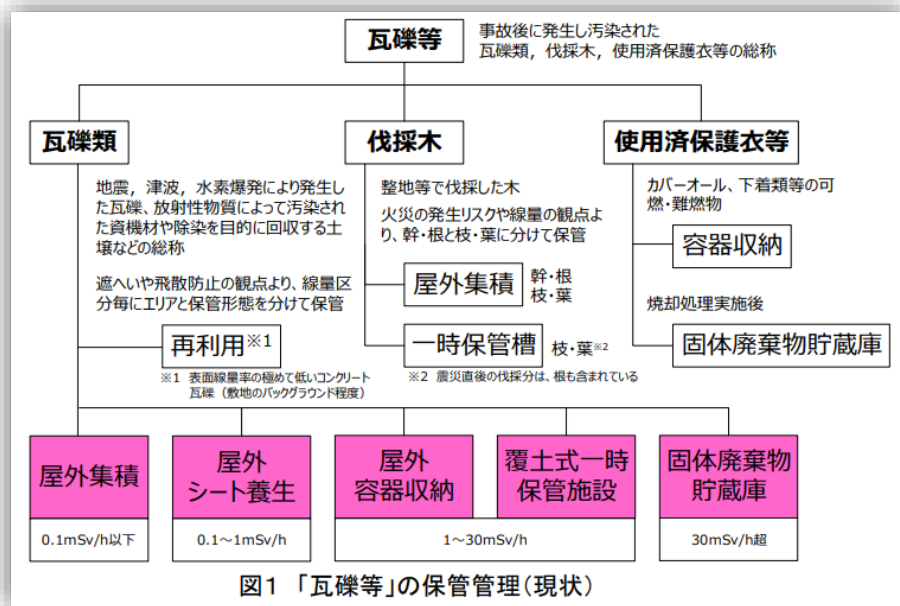 瓦礫等
事故後に発生し汚染された
瓦礫類，伐採木，使用済保護衣等の総称
瓦礫類
地震，津波，水素爆発により発生し
た瓦礫、放射性物質によって汚染され
た資機材や除染を目的に回収する土
壌などの総称
遮へいや飛散防止の観点より、線量区
分毎にエリアと保管形態を分けて保管
再利用※1
※1 表面線量率の極めて低いコンクリート
瓦礫（敷地のバックグラウンド程度）
伐採木
整地等で伐採した木
火災の発生リスクや線量の観点よ
り、幹・根と枝・葉に分けて保管
屋外集積
幹・根
枝・葉
一時保管槽
枝・葉※2
※2 震災直後の伐採分は、根も含まれている
使用済保護衣等
カバーオール、下着類等の可
燃・難燃物
容器収納
焼却処理実施後
固体廃棄物貯蔵庫
屋外集積
0.1mSv/h以下
屋外
シート養生
0.1～1mSv/h
屋外
容器収納
覆土式一時
保管施設
1～30mSv/h
固体廃棄物
貯蔵庫
30mSv/h超
図1 「瓦礫等」の保管管理（現状）